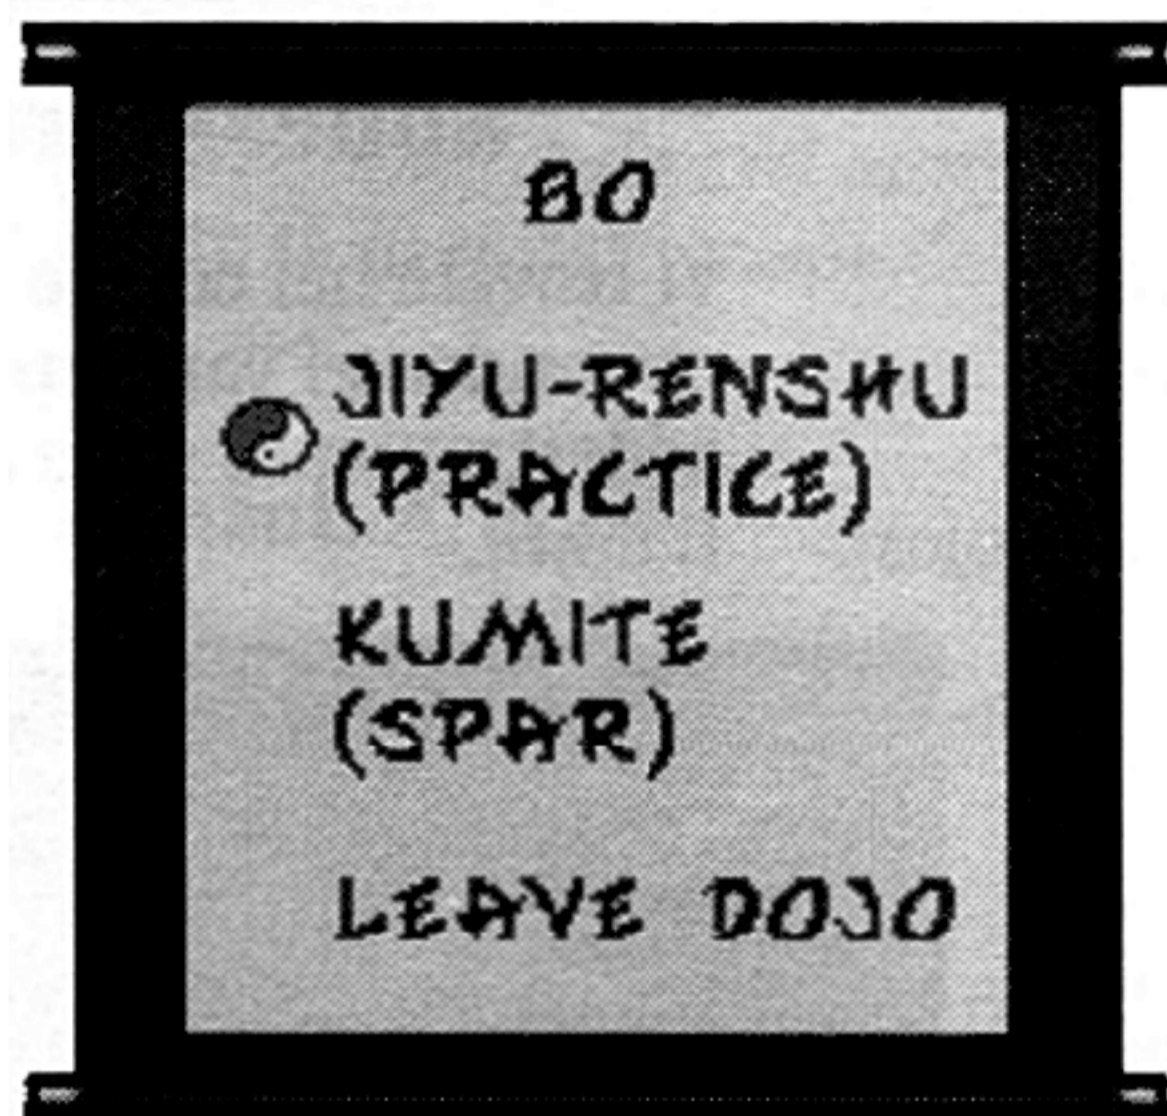 BO
JIYU-RENSHU
(PRACTICE)
KUMITE
(SPAR)
LEAVE DOJO